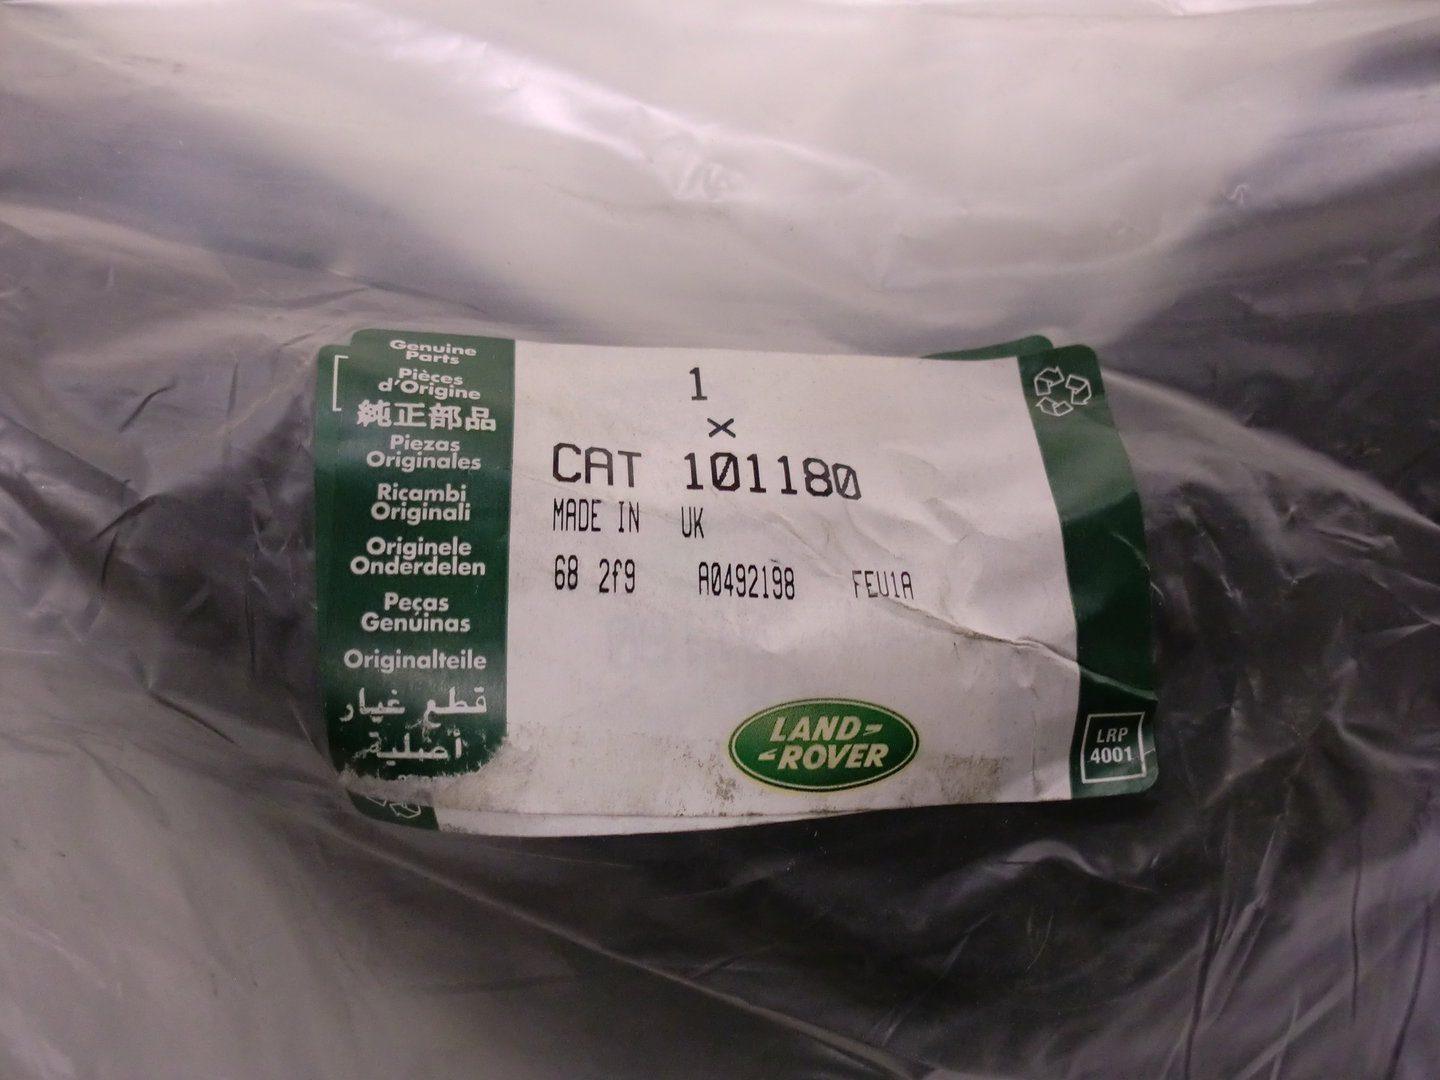 Genuine
Parts
Pièces
d'Origine
純正部品
Piezas
Originales
Ricambi
Originali
Originele
Onderdelen
Peças
Genúinas
Originalteile
قطع غيار
أصلية
1
x
CAT 101180
MADE IN UK
68 2f9 A0492198 FEU1A
LAND-
-ROVER
LRP
4001